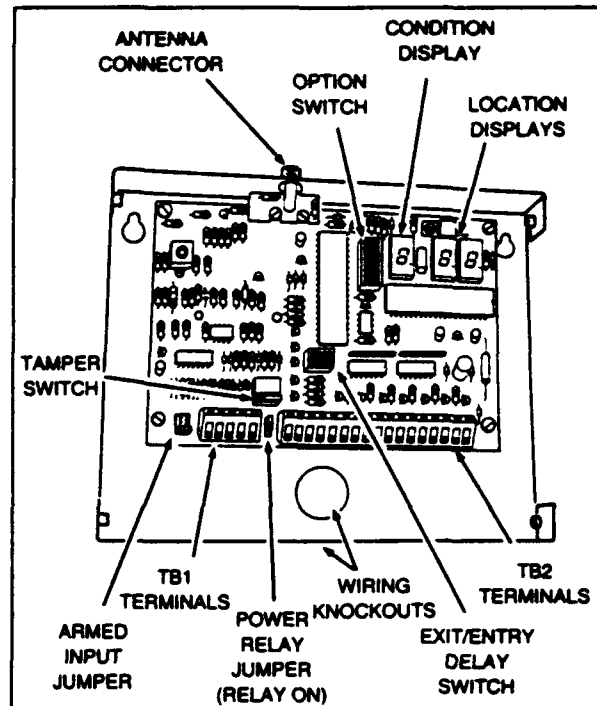 ANTENNA
CONNECTOR
CONDITION
DISPLAY
OPTION
SWITCH
LOCATION
DISPLAYS
TAMPER
SWITCH
TB1
TERMINALS
WIRING
KNOCKOUTS
TB2
TERMINALS
ARMED
INPUT
JUMPER
POWER
RELAY
JUMPER
(RELAY ON)
EXIT/ENTRY
DELAY
SWITCH